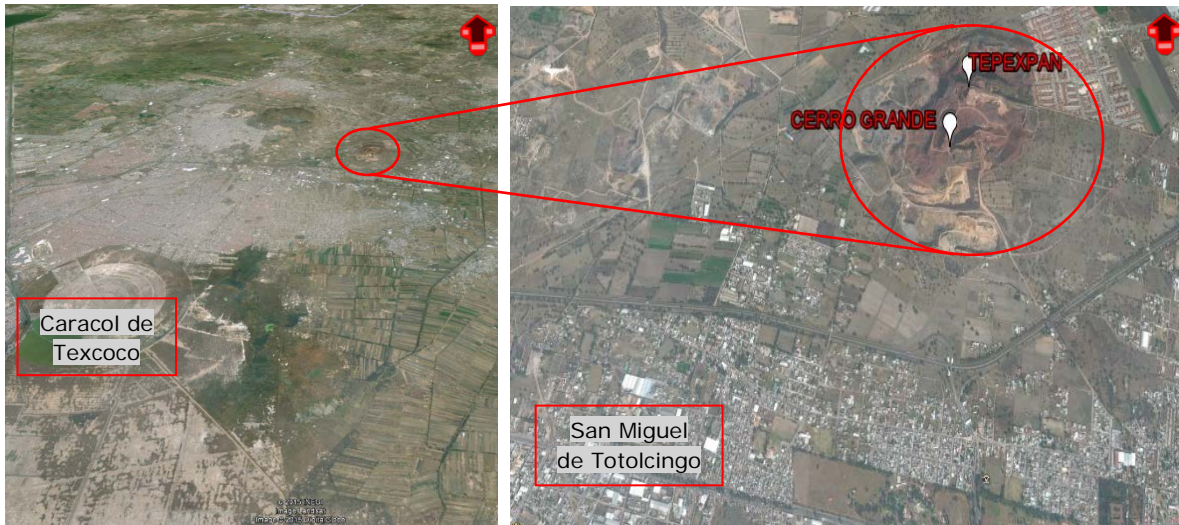 Caracol de
Texcoco
TEPEXPAN
CERRO GRANDE
San Miguel
de Totolcingo